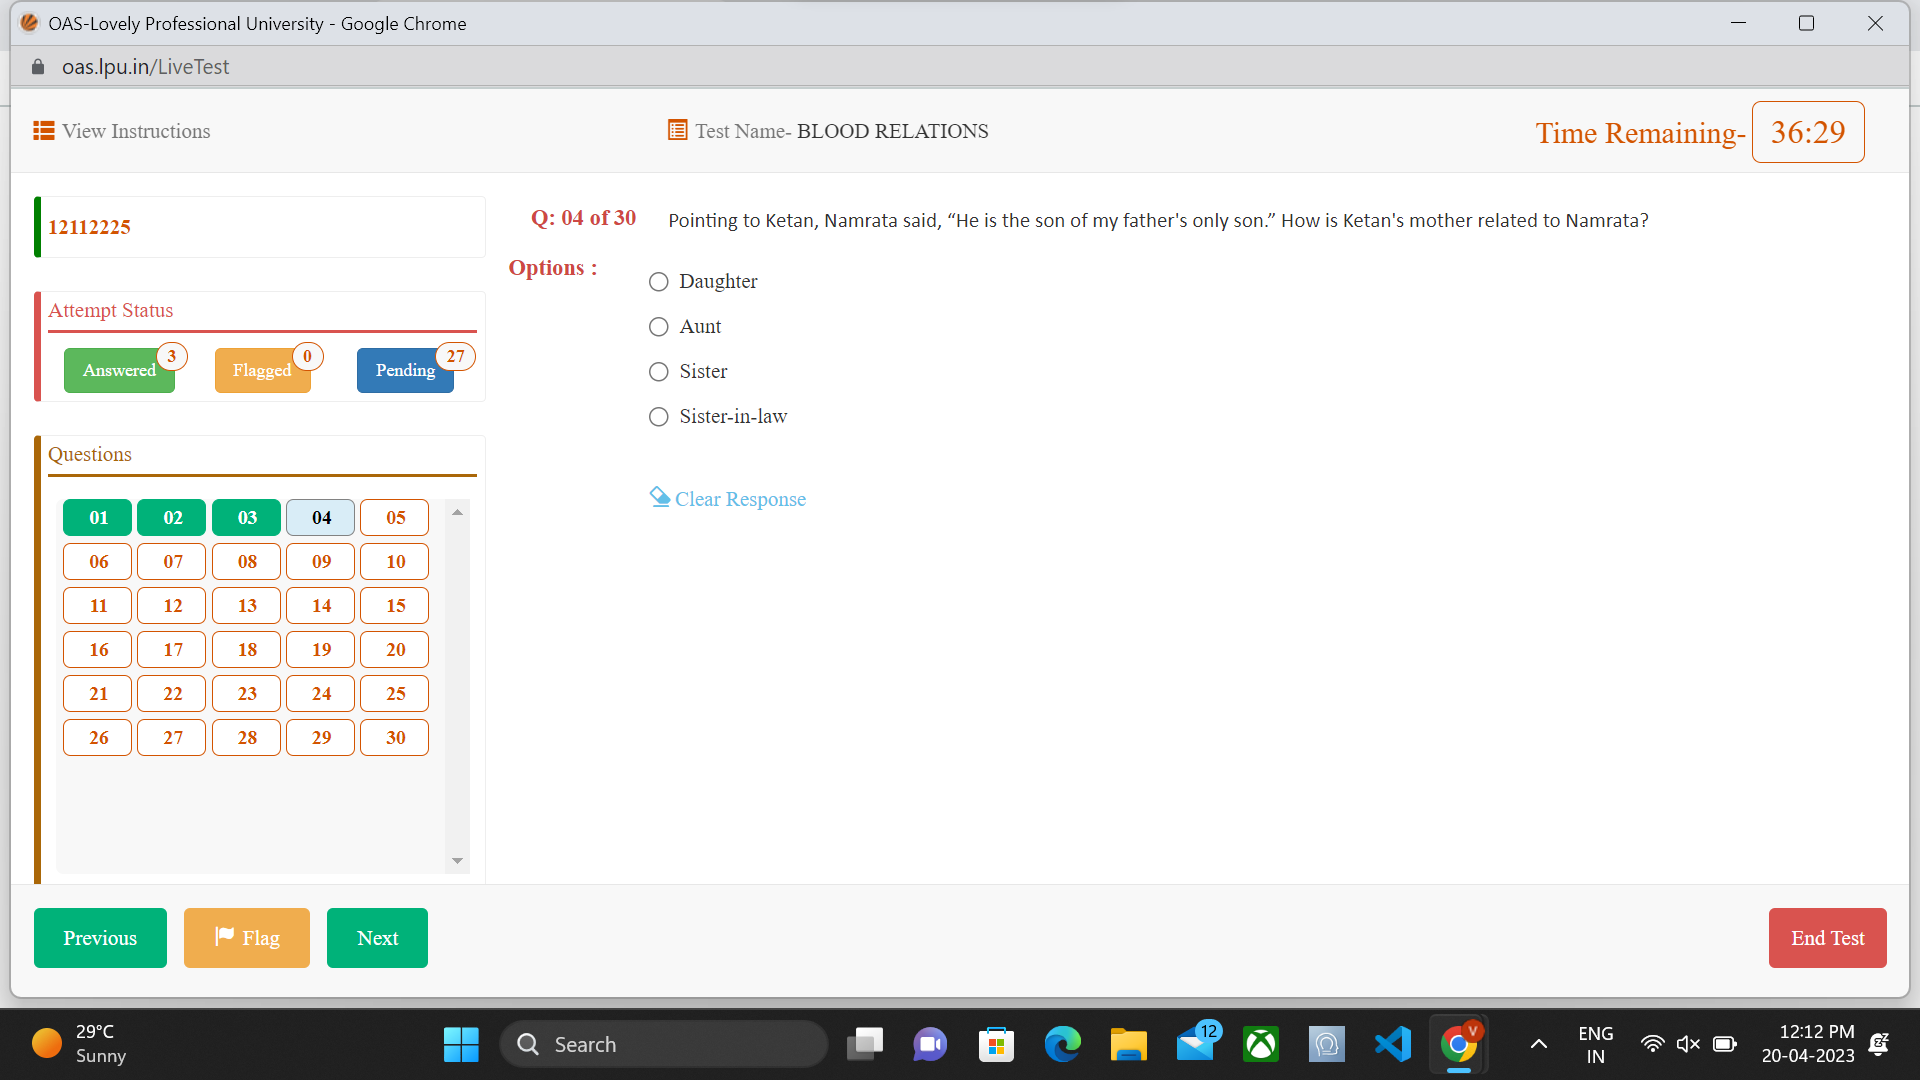 OAS-Lovely Professional University - Google Chrome
oas.lpu.in/LiveTest
View Instructions
Test Name- BLOOD RELATIONS
Time Remaining- 36:29
12112225
Attempt Status
Answered 3
Flagged 0
Pending 27
Questions
01 02 03 04 05
06 07 08 09 10
11 12 13 14 15
16 17 18 19 20
21 22 23 24 25
26 27 28 29 30
Q: 04 of 30 Pointing to Ketan, Namrata said, “He is the son of my father's only son.” How is Ketan's mother related to Namrata?
Options :
Daughter
Aunt
Sister
Sister-in-law
Clear Response
Previous
Flag
Next
End Test
29°C
Sunny
Search
12
V
ENG
IN
12:12 PM
20-04-2023